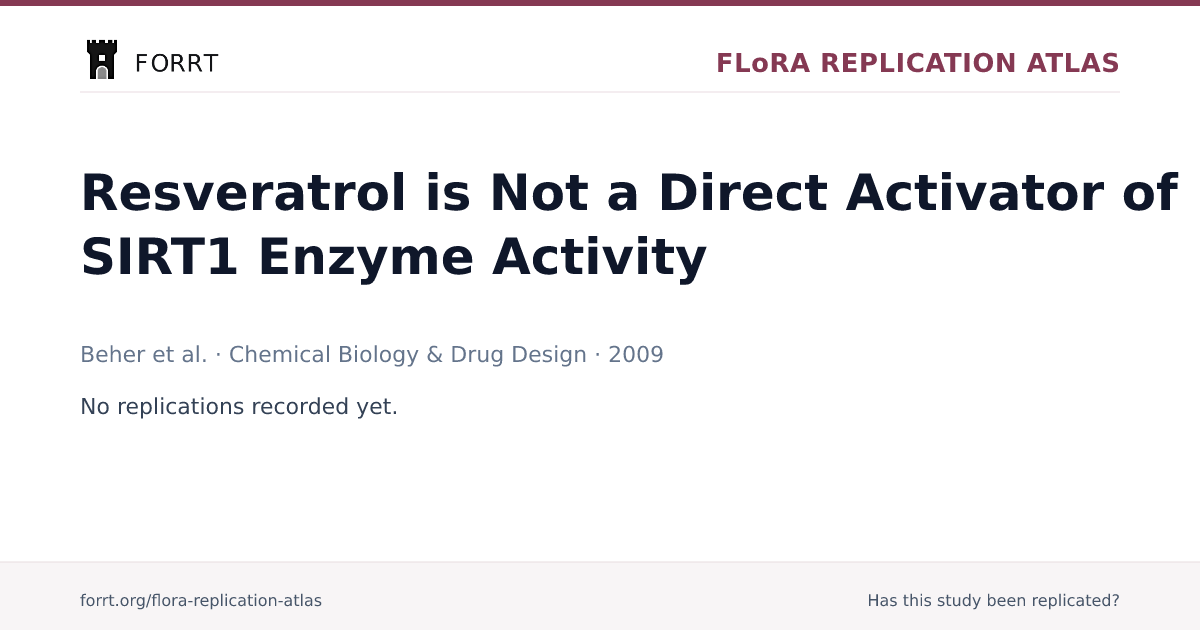 FORRT
FLoRA REPLICATION ATLAS
Resveratrol is Not a Direct Activator of
SIRT1 Enzyme Activity
Beher et al. · Chemical Biology & Drug Design · 2009
No replications recorded yet.
forrt.org/flora-replication-atlas
Has this study been replicated?